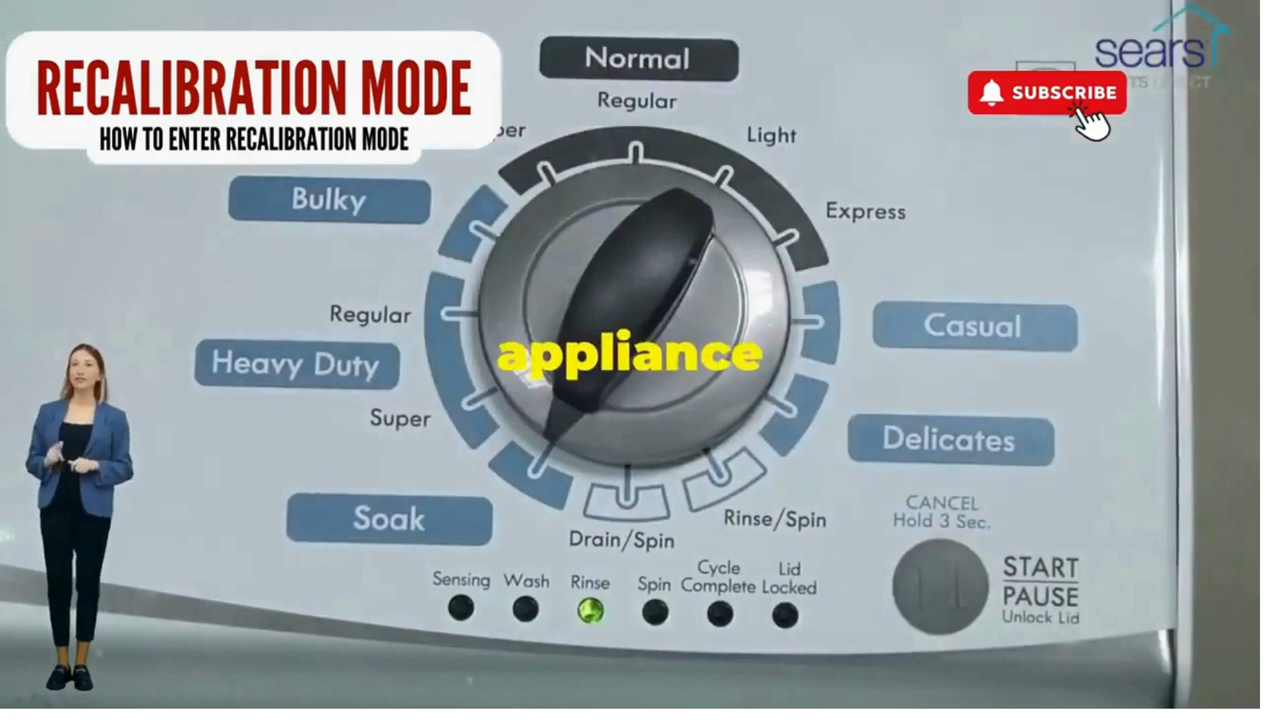 RECALIBRATION MODE
HOW TO ENTER RECALIBRATION MODE
Normal
sears
SUBSCRIBE
Regular
Light
Bulky
Express
Regular
Casual
appliance
Heavy Duty
Super
Delicates
CANCEL
Hold 3 Sec.
Soak
Rinse/Spin
Drain/Spin
Sensing Wash Rinse Spin Cycle Complete Lid Locked
START
PAUSE
Unlock Lid